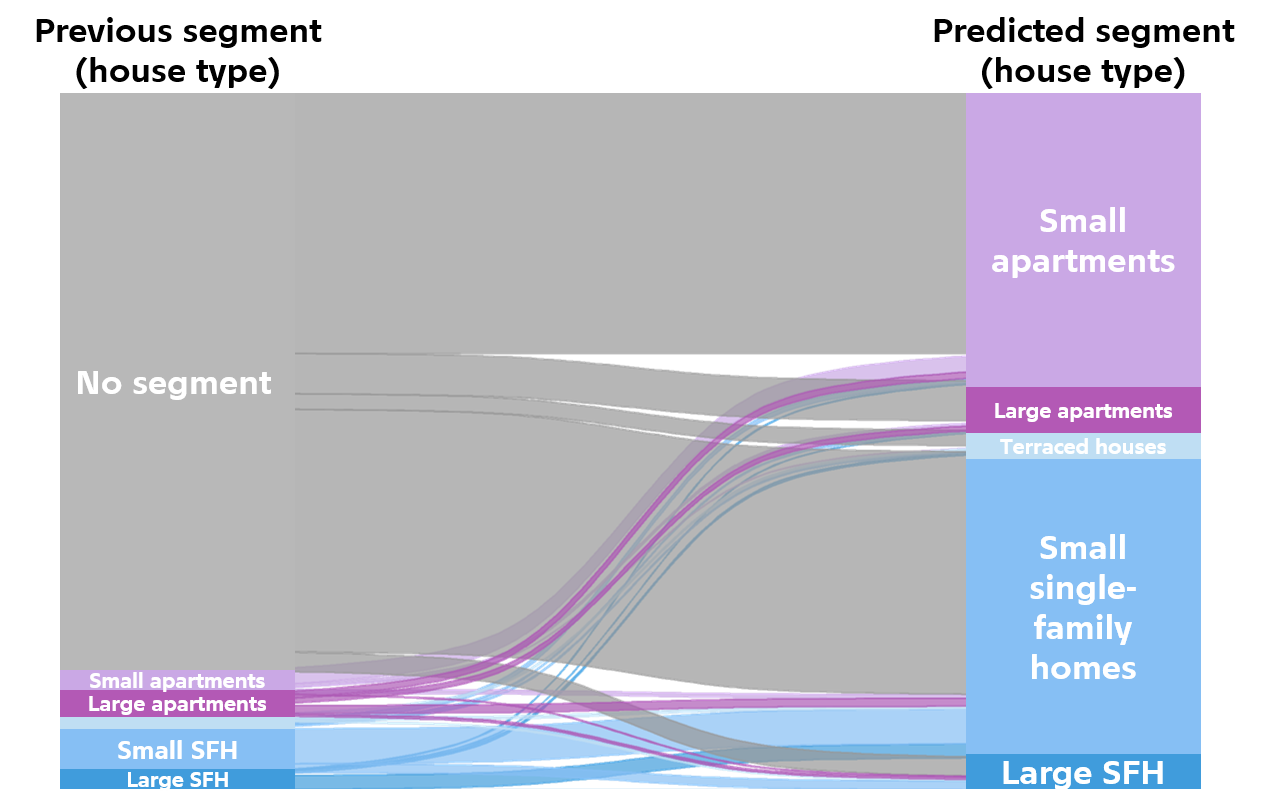 Previous segment
(house type)
Predicted segment
(house type)
No segment
Small apartments
Large apartments
Small SFH
Large SFH
Small
apartments
Large apartments
Terraced houses
Small
single-
family
homes
Large SFH